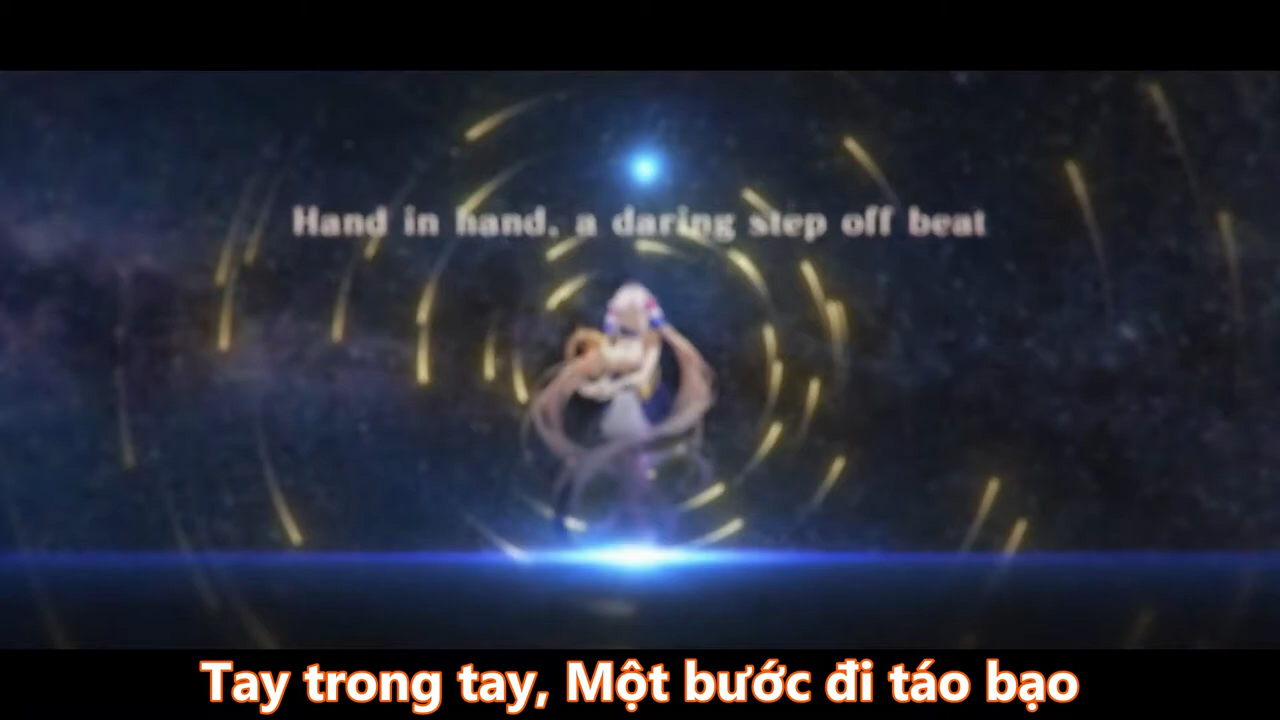 Hand in hand, a daring step off beat
Tay trong tay, Một bước đi táo bạo